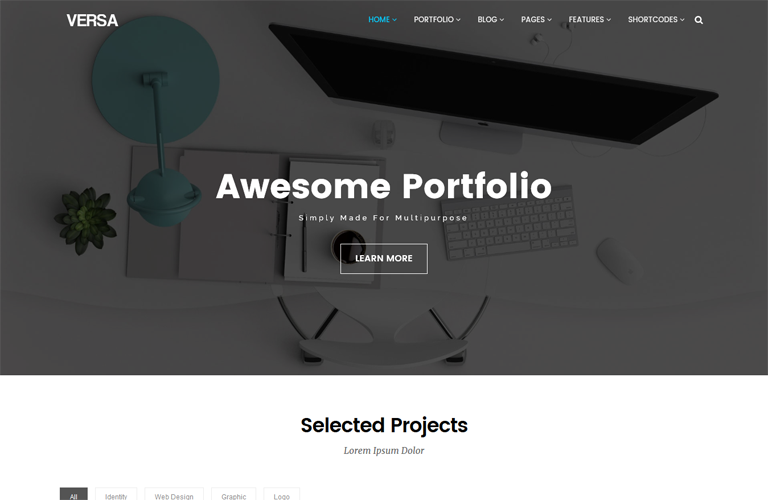 VERSA
HOME PORTFOLIO BLOG PAGES FEATURES SHORTCODES
Awesome Portfolio
Simply Made For Multipurpose
LEARN MORE
Selected Projects
Lorem Ipsum Dolor
All Identity Web Design Graphic Logo